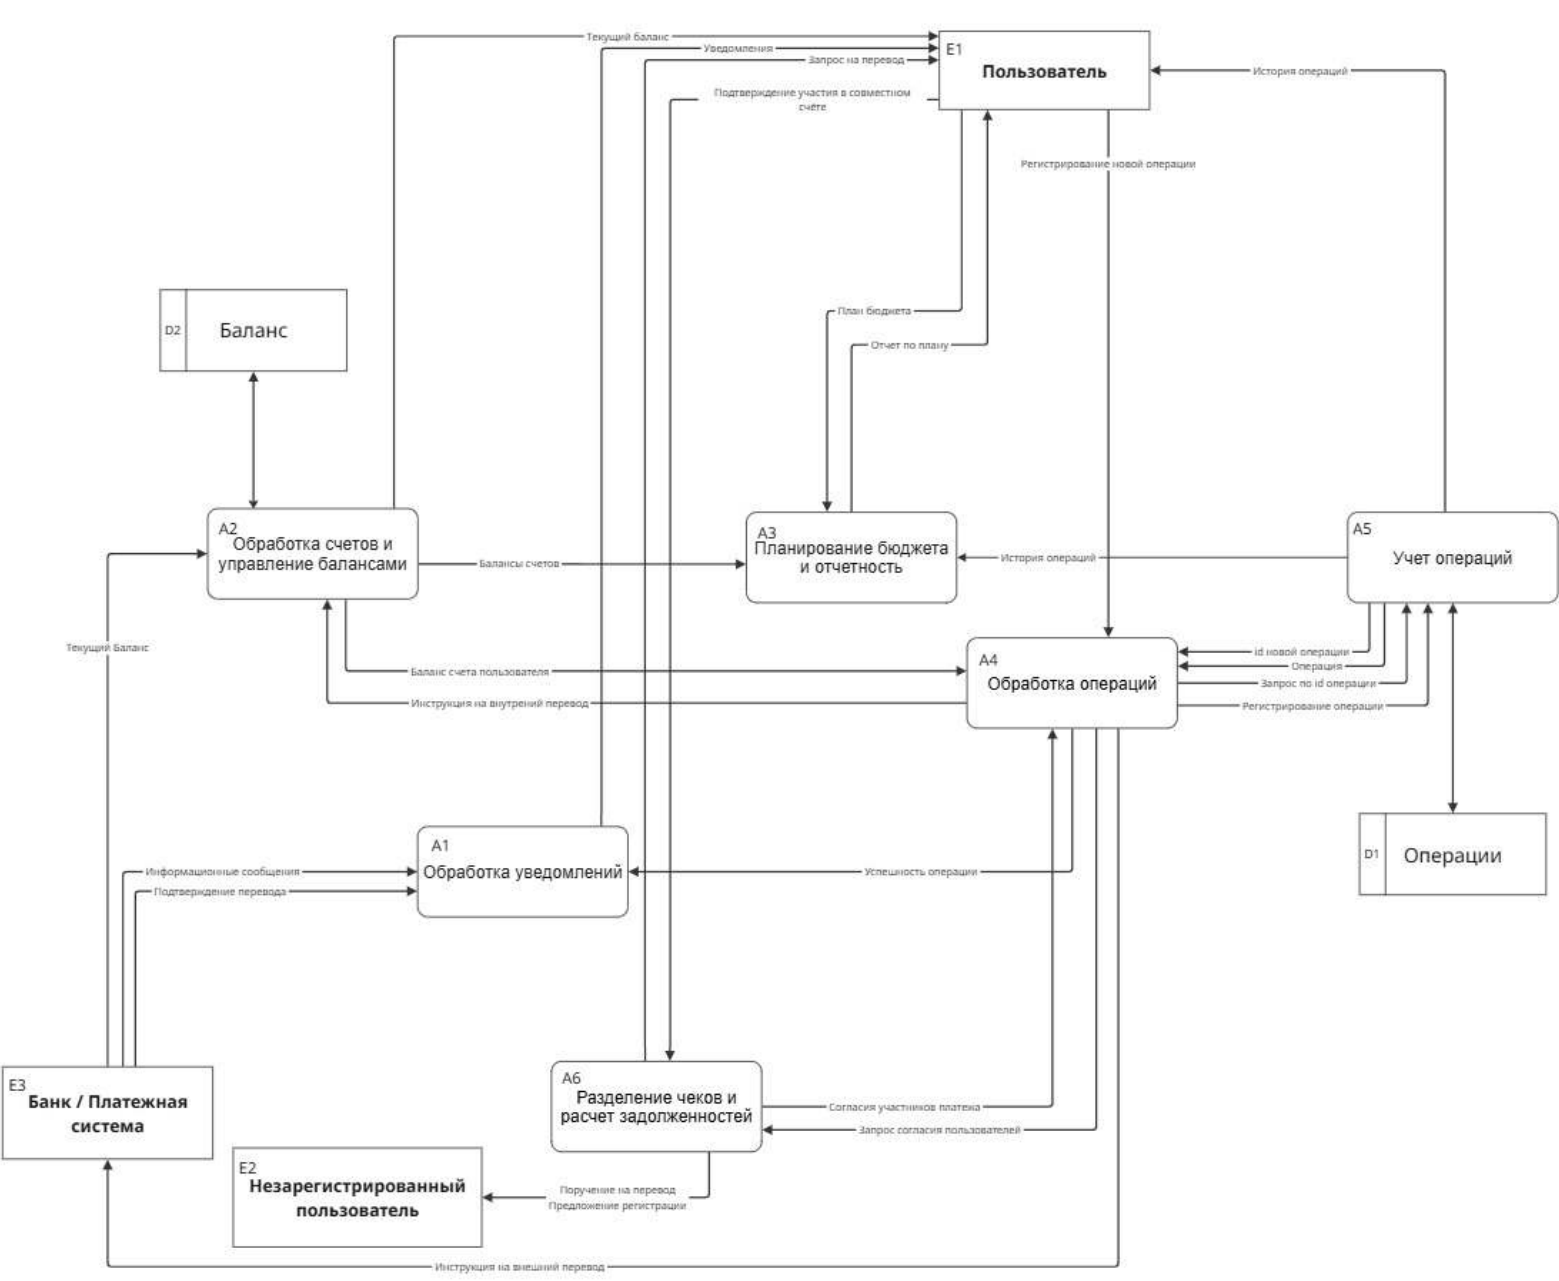 Текущий баланс
Уведомления
Запрос на перевод
E1
Пользователь
История операций
Подтверждение участия в совместном
счёте
Регистрирование новой операции
План бюджета
Отчет по плану
D2
Баланс
A2
Обработка счетов и
управление балансами
Балансы счетов
A3
Планирование бюджета
и отчетность
История операций
A5
Учет операций
Текущий Баланс
Баланс счета пользователя
Инструкция на внутрений перевод
A4
Обработка операций
id новой операции
Операция
Запрос по id операции
Регистрирование операции
A1
Обработка уведомлений
Информационные сообщения
Подтверждение перевода
Успешность операции
D1
Операции
E3
Банк / Платежная
система
A6
Разделение чеков и
расчет задолженностей
Согласия участников платежа
Запрос согласия пользователей
E2
Незарегистрированный
пользователь
Поручение на перевод
Предложение регистрации
Инструкция на внешний перевод